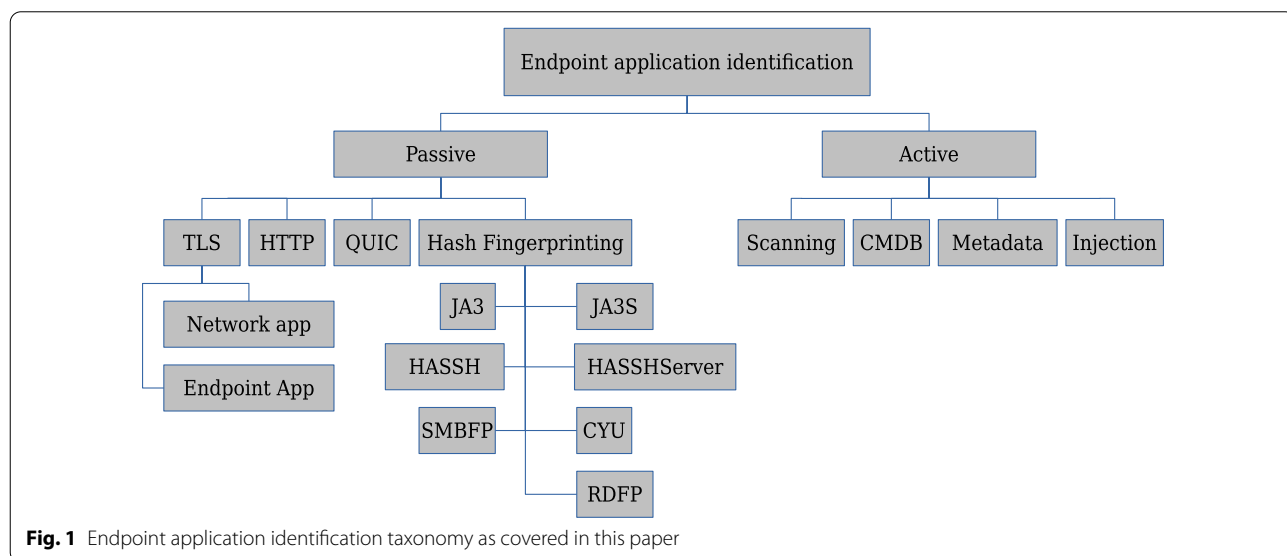 Endpoint application identification
Passive
Active
TLS
HTTP
QUIC
Hash Fingerprinting
Scanning
CMDB
Metadata
Injection
Network app
Endpoint App
JA3
JA3S
HASSH
HASSHServer
SMBFP
CYU
RDFP
Fig. 1 Endpoint application identification taxonomy as covered in this paper